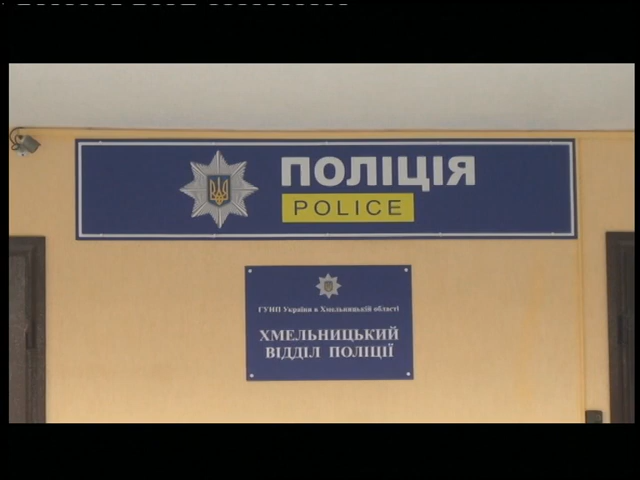 ПОЛІЦІЯ
POLICE
ГУНП України в Хмельницькій області
ХМЕЛЬНИЦЬКИЙ
ВІДДІЛ ПОЛІЦІЇ